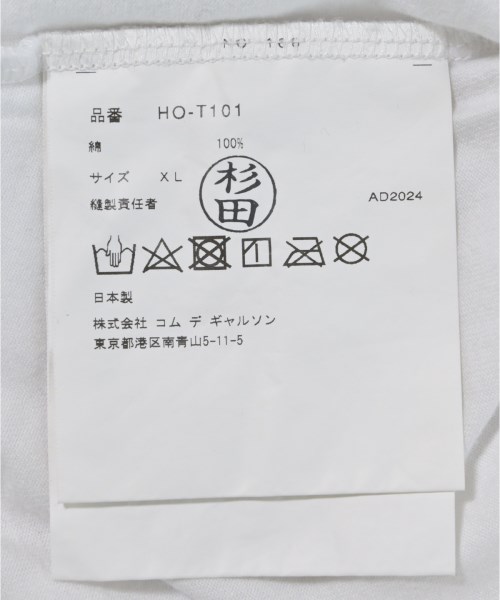 品番 HO-T101
綿 100%
サイズ XL
縫製責任者 杉田 AD2024
日本製
株式会社 コム デ ギャルソン
東京都港区南青山5-11-5